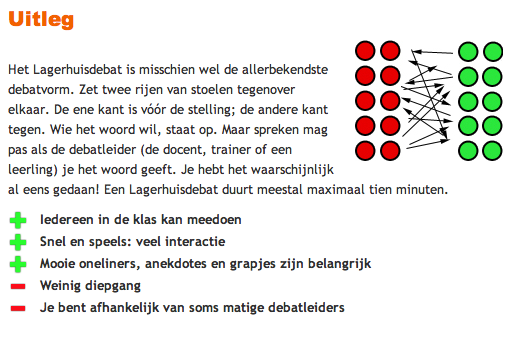 Uitleg
Het Lagerhuisdebat is misschien wel de allerbekendste
debatvorm. Zet twee rijen van stoelen tegenover
elkaar. De ene kant is vóór de stelling; de andere kant
tegen. Wie het woord wil, staat op. Maar spreken mag
pas als de debatleider (de docent, trainer of een
leerling) je het woord geeft. Je hebt het waarschijnlijk
al eens gedaan! Een Lagerhuisdebat duurt meestal maximaal tien minuten.
Iedereen in de klas kan meedoen
Snel en speels: veel interactie
Mooie oneliners, anekdotes en grapjes zijn belangrijk
Weinig diepgang
Je bent afhankelijk van soms matige debatleiders